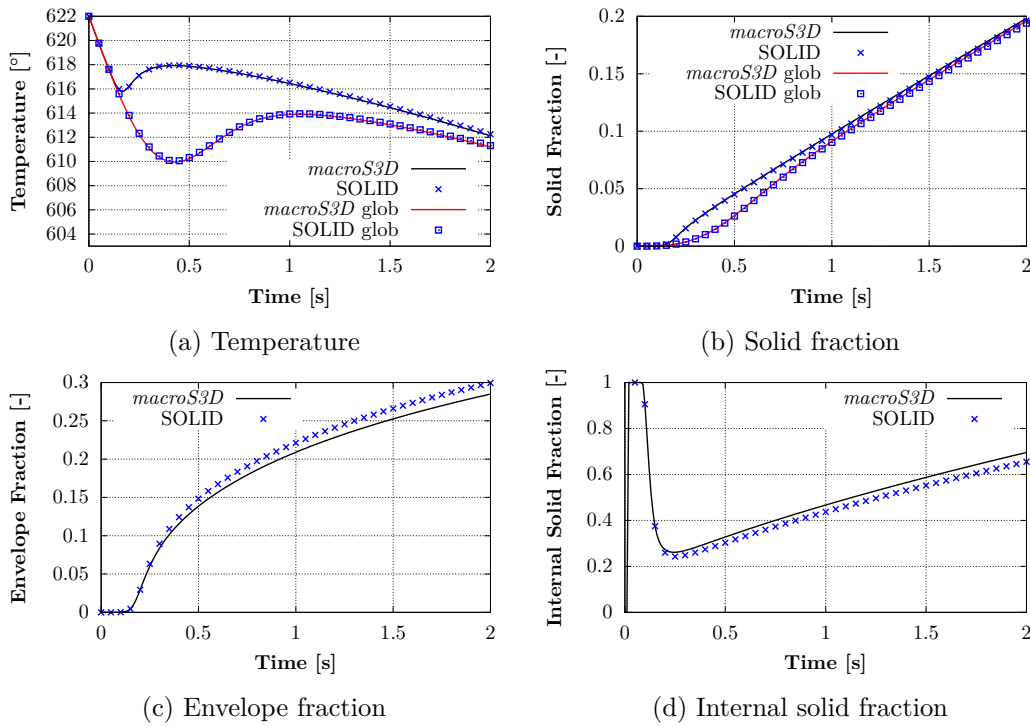 Temperature [°]
622
620
618
616
614
612
610
608
606
604
macroS3D
SOLID
macroS3D glob
SOLID glob
0
0.5
1
1.5
2
Time [s]
(a) Temperature
Solid Fraction [-]
0.2
0.15
0.1
0.05
0
macroS3D
SOLID
macroS3D glob
SOLID glob
0
0.5
1
1.5
2
Time [s]
(b) Solid fraction
Envelope Fraction [-]
0.3
0.25
0.2
0.15
0.1
0.05
0
macroS3D
SOLID
0
0.5
1
1.5
2
Time [s]
(c) Envelope fraction
Internal Solid Fraction [-]
1
0.8
0.6
0.4
0.2
0
macroS3D
SOLID
0
0.5
1
1.5
2
Time [s]
(d) Internal solid fraction